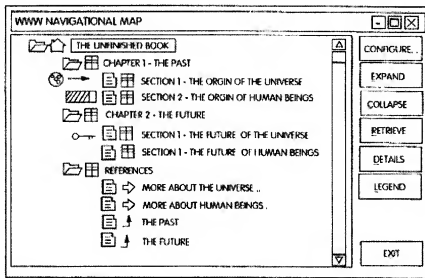 WWW NAVIGATIONAL MAP
THE UNFINISHED BOOK
CHAPTER 1 - THE PAST
SECTION 1 - THE ORGIN OF THE UNIVERSE
SECTION 2 - THE ORGIN OF HUMAN BEINGS
CHAPTER 2 - THE FUTURE
SECTION 1 - THE FUTURE OF THE UNIVERSE
SECTION 1 - THE FUTURE OF HUMAN BEINGS
REFERENCES
MORE ABOUT THE UNIVERSE ..
MORE ABOUT HUMAN BEINGS .
THE PAST
THE FUTURE
CONFIGURE..
EXPAND
COLLAPSE
RETRIEVE
DETAILS
LEGEND
EXIT